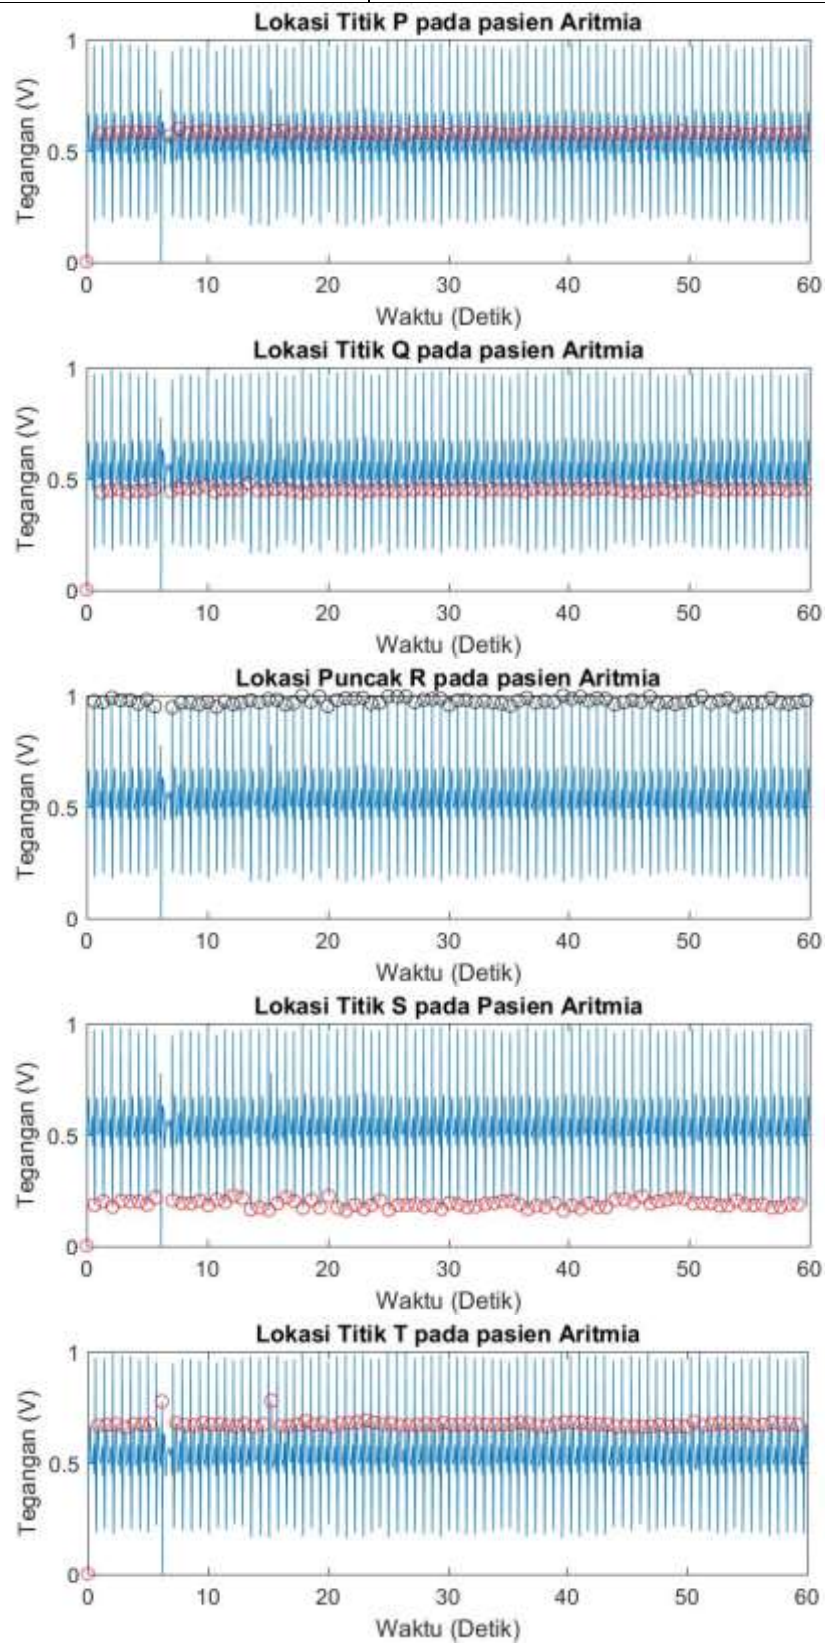 Lokasi Titik P pada pasien Aritmia
1
0.5
0
Tegangan (V)
0 10 20 30 40 50 60
Waktu (Detik)
Lokasi Titik Q pada pasien Aritmia
1
0.5
0
Tegangan (V)
0 10 20 30 40 50 60
Waktu (Detik)
Lokasi Puncak R pada pasien Aritmia
1
0.5
0
Tegangan (V)
0 10 20 30 40 50 60
Waktu (Detik)
Lokasi Titik S pada Pasien Aritmia
1
0.5
0
Tegangan (V)
0 10 20 30 40 50 60
Waktu (Detik)
Lokasi Titik T pada pasien Aritmia
1
0.5
0
Tegangan (V)
0 10 20 30 40 50 60
Waktu (Detik)